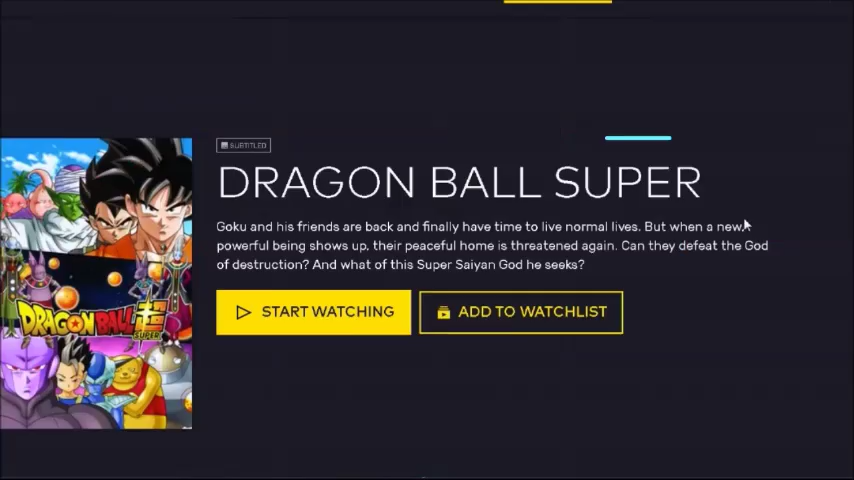 SUBTITLED
DRAGON BALL SUPER
Goku and his friends are back and finally have time to live normal lives. But when a new,
powerful being shows up, their peaceful home is threatened again. Can they defeat the God
of destruction? And what of this Super Saiyan God he seeks?
START WATCHING
ADD TO WATCHLIST
DRAGON BALL 超
SUPER